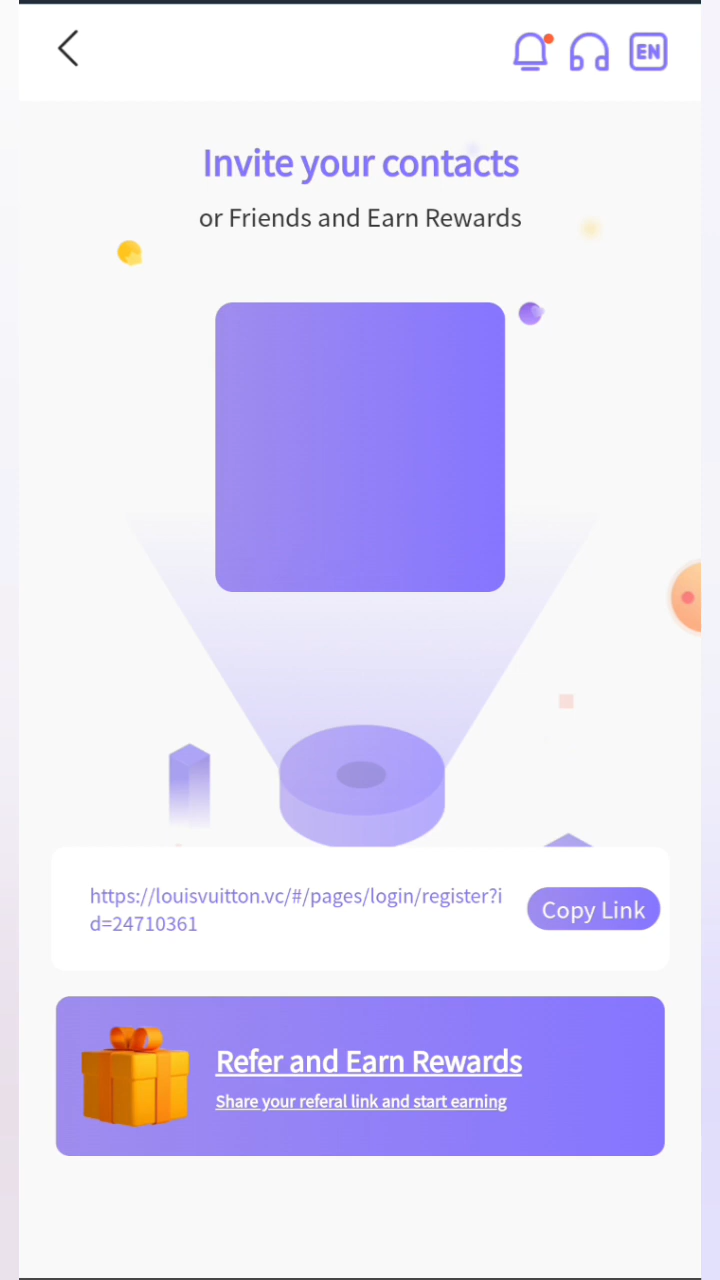 EN
Invite your contacts
or Friends and Earn Rewards
https://louisvuitton.vc/#/pages/login/register?i
d=24710361
Copy Link
Refer and Earn Rewards
Share your referal link and start earning